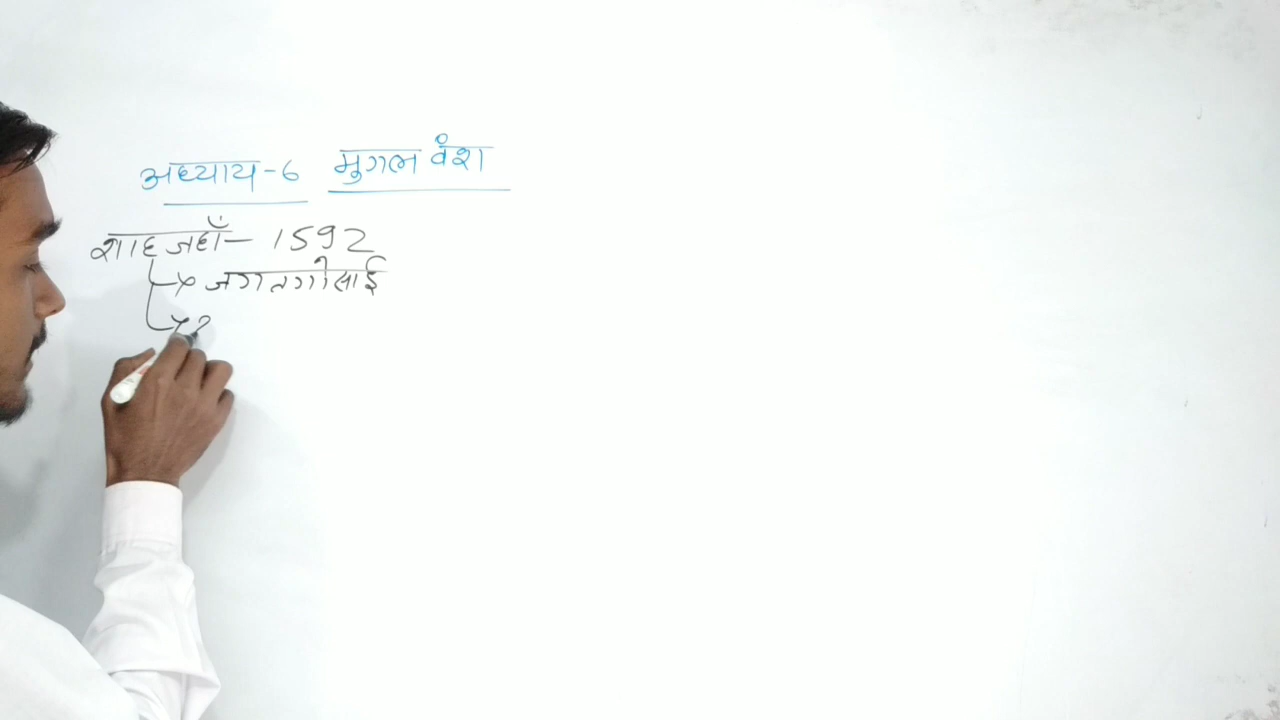 अध्याय-6 मुगल वंश
शाहजहाँ - 1592
जगतगोसाई